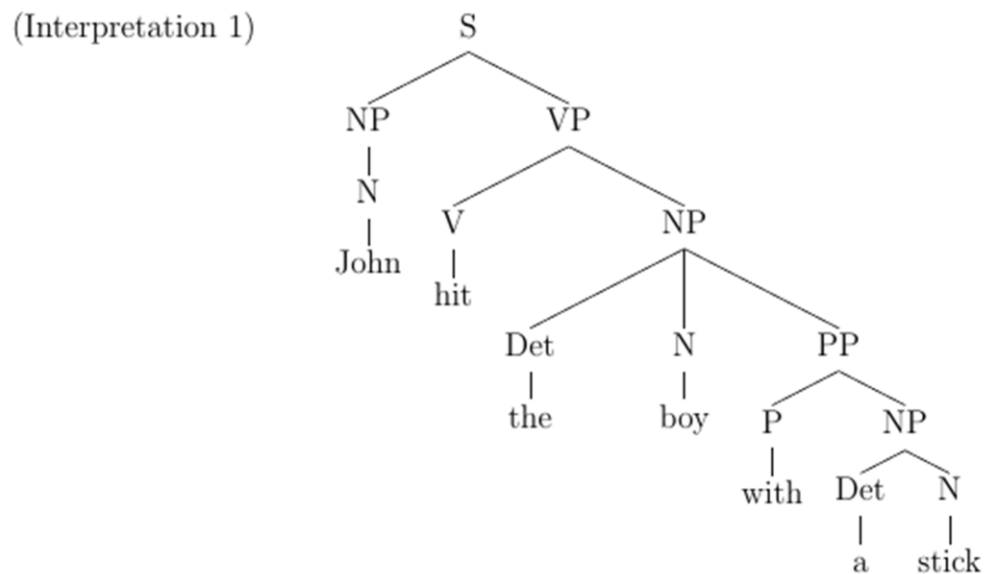 (Interpretation 1)
S
NP VP
N
V NP
John
hit
Det N PP
the boy
P NP
with
Det N
a stick